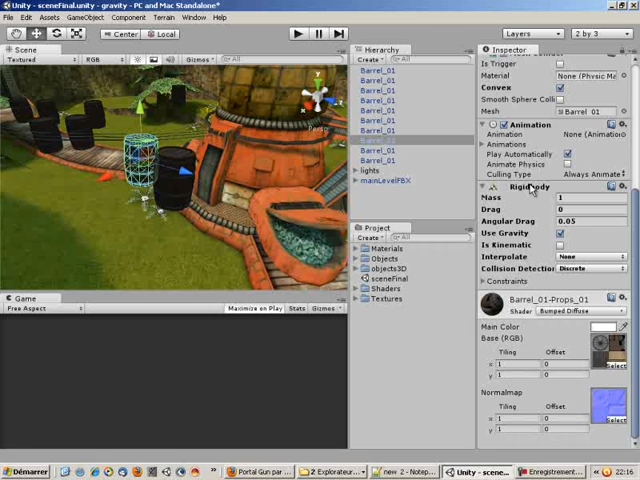 Unity - sceneFinal.unity - gravity - PC and Mac Standalone*
File Edit Assets GameObject Component Terrain Window Help
Center Local Layers 2 by 3
Scene
Textured RGB Gizmos All
y
x
Persp
Game
Free Aspect Maximize on Play Stats Gizmos
Hierarchy
Create All
Barrel_01
Barrel_01
Barrel_01
Barrel_01
Barrel_01
Barrel_01
Barrel_01
Barrel_01
Barrel_01
Barrel_01
lights
mainLevelFBX
Project
Create All
Materials
Objects
objects3D
sceneFinal
Shaders
Textures
Inspector
Is Trigger
Material None (Physic Ma
Convex
Smooth Sphere Colli
Mesh Barrel_01
Animation
Animation None (Animatio
Animations
Play Automatically
Animate Physics
Culling Type Always Animate
Rigidbody
Mass 1
Drag 0
Angular Drag 0.05
Use Gravity
Is Kinematic
Interpolate None
Collision Detection Discrete
Constraints
Barrel_01-Props_01
Shader Bumped Diffuse
Main Color
Base (RGB)
Tiling Offset
x 1 0
y 1 0
Select
Normalmap
Tiling Offset
x 1 0
y 1 0
Select
Démarrer Portal Gun par ... 2 Explorateur... new 2 - Notep... Unity - scene... Enregistrement... 22:16